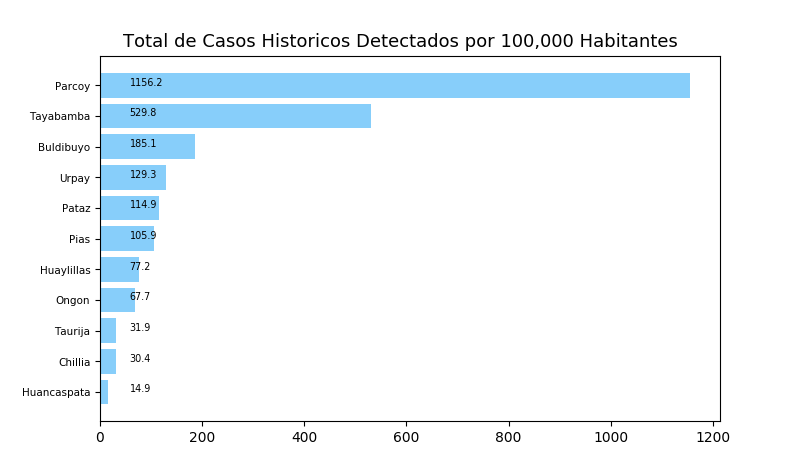 Total de Casos Historicos Detectados por 100,000 Habitantes
Parcoy 1156.2
Tayabamba 529.8
Buldibuyo 185.1
Urpay 129.3
Pataz 114.9
Pias 105.9
Huaylillas 77.2
Ongon 67.7
Taurija 31.9
Chillia 30.4
Huancaspata 14.9
0 200 400 600 800 1000 1200